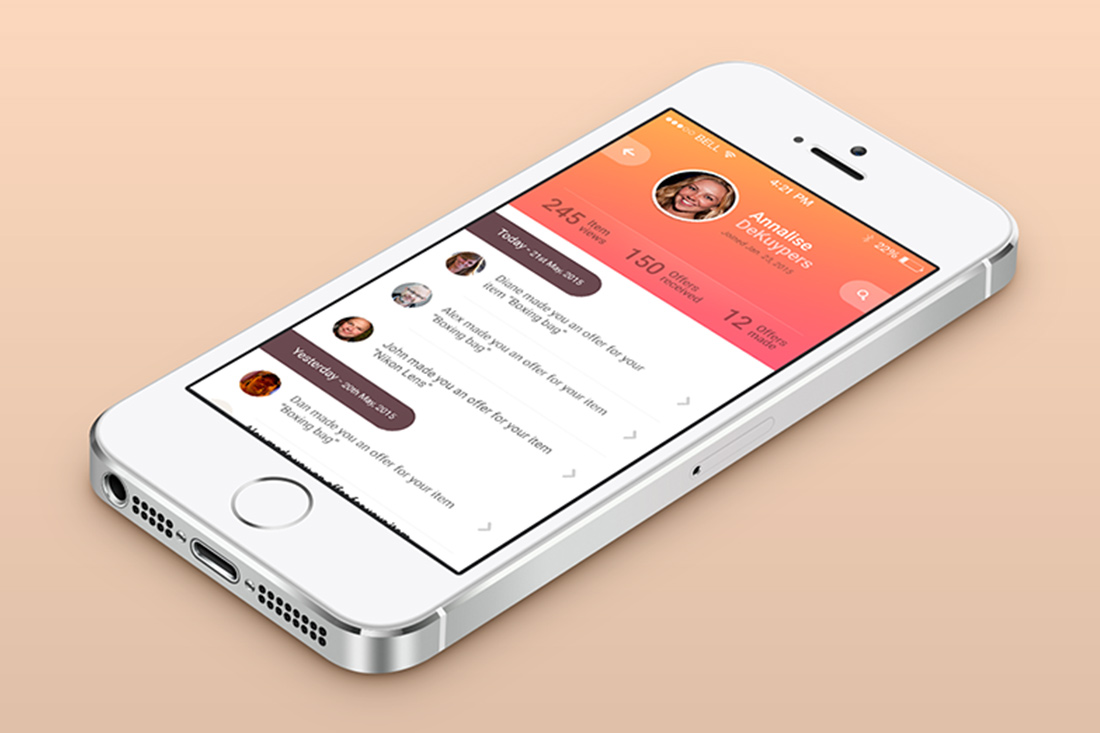 BELL
4:21 PM
22%
Annalise
DeKuypers
Joined Jan. 23, 2015
245 Item
views
150 Offers
received
12 Offers
made
Today - 21st May, 2015
Diane made you an offer for your
item "Boxing bag"
Alex made you an offer for your item
"Boxing bag"
John made you an offer for your item
"Nikon Lens"
Yesterday - 20th May, 2015
Dan made you an offer for your item
"Boxing bag"